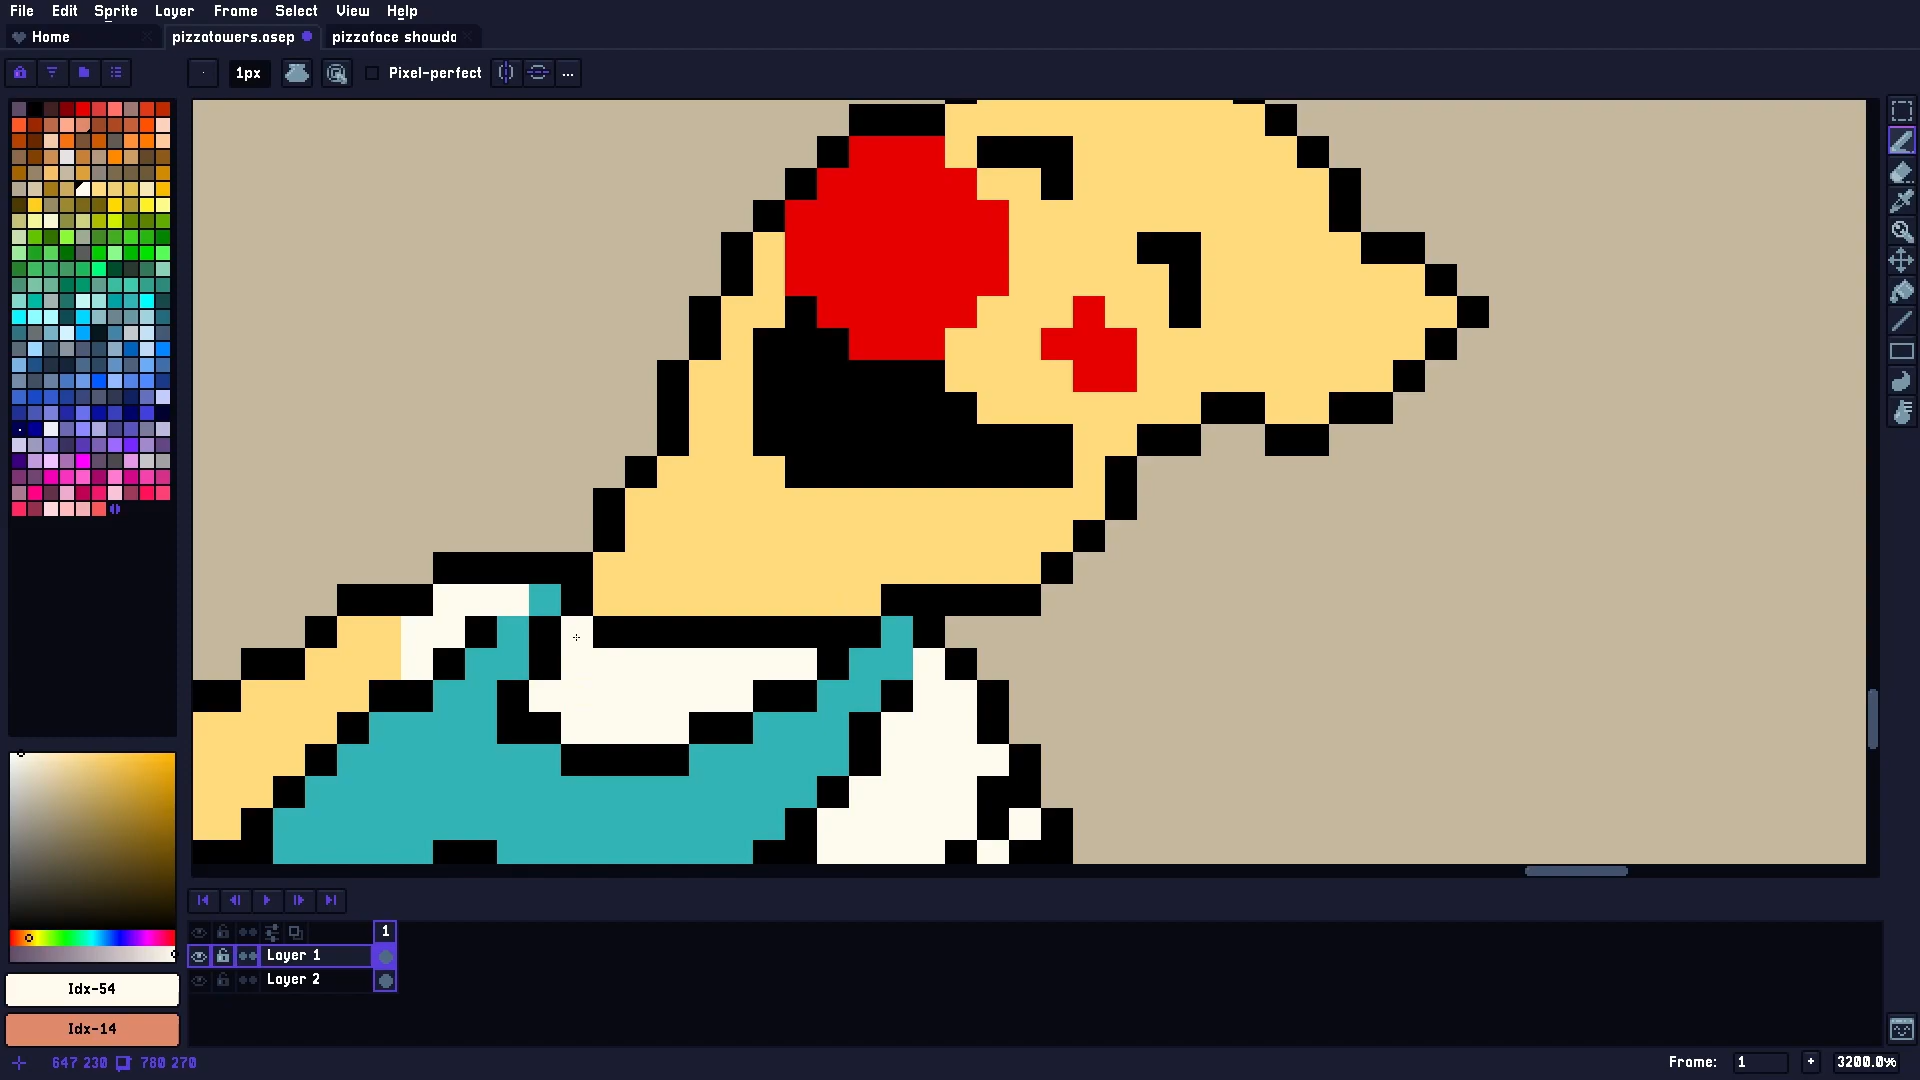 File Edit Sprite Layer Frame Select View Help
Home pizzatowers.asep pizzaface showdo
1px Pixel-perfect ...
1
Layer 1
Layer 2
Idx-54
Idx-14
647 230 780 270
Frame: 1 + 3200.0%